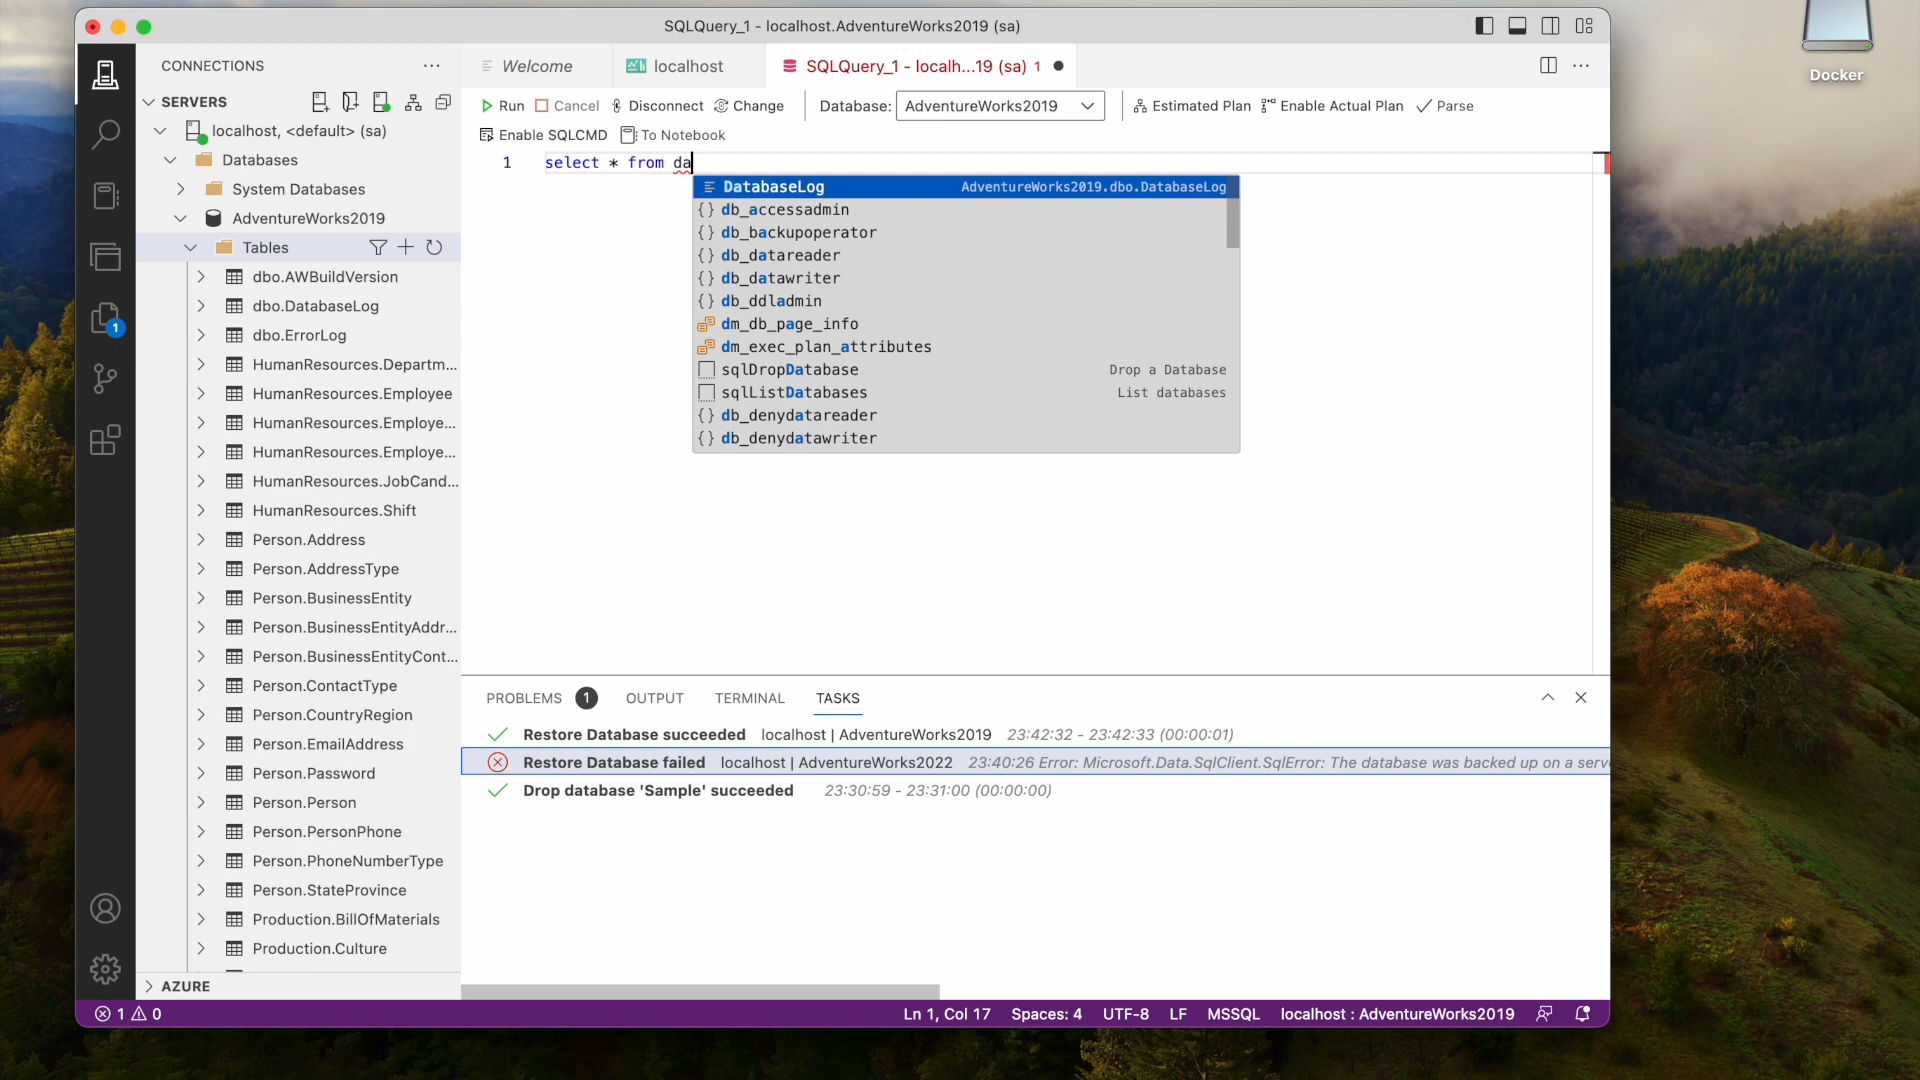 SQLQuery_1 - localhost.AdventureWorks2019 (sa)
Docker
CONNECTIONS
SERVERS
localhost, <default> (sa)
Databases
System Databases
AdventureWorks2019
Tables
dbo.AWBuildVersion
dbo.DatabaseLog
dbo.ErrorLog
HumanResources.Departm...
HumanResources.Employee
HumanResources.Employe...
HumanResources.Employe...
HumanResources.JobCand...
HumanResources.Shift
Person.Address
Person.AddressType
Person.BusinessEntity
Person.BusinessEntityAddr...
Person.BusinessEntityCont...
Person.ContactType
Person.CountryRegion
Person.EmailAddress
Person.Password
Person.Person
Person.PersonPhone
Person.PhoneNumberType
Person.StateProvince
Production.BillOfMaterials
Production.Culture
AZURE
1
Welcome localhost SQLQuery_1 - localh...19 (sa) 1
Run Cancel Disconnect Change Database: AdventureWorks2019 Estimated Plan Enable Actual Plan Parse
Enable SQLCMD To Notebook
1 select * from da
DatabaseLog AdventureWorks2019.dbo.DatabaseLog
{} db_accessadmin
{} db_backupoperator
{} db_datareader
{} db_datawriter
{} db_ddladmin
dm_db_page_info
dm_exec_plan_attributes
sqlDropDatabase Drop a Database
sqlListDatabases List databases
{} db_denydatareader
{} db_denydatawriter
PROBLEMS 1 OUTPUT TERMINAL TASKS
Restore Database succeeded localhost | AdventureWorks2019 23:42:32 - 23:42:33 (00:00:01)
Restore Database failed localhost | AdventureWorks2022 23:40:26 Error: Microsoft.Data.SqlClient.SqlError: The database was backed up on a serv
Drop database 'Sample' succeeded 23:30:59 - 23:31:00 (00:00:00)
1 0 Ln 1, Col 17 Spaces: 4 UTF-8 LF MSSQL localhost : AdventureWorks2019